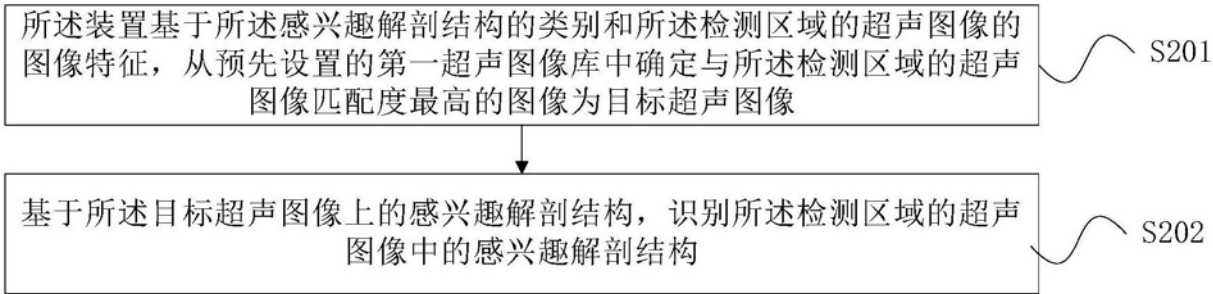 所述装置基于所述感兴趣解剖结构的类别和所述检测区域的超声图像的
图像特征，从预先设置的第一超声图像库中确定与所述检测区域的超声
图像匹配度最高的图像为目标超声图像
S201
基于所述目标超声图像上的感兴趣解剖结构，识别所述检测区域的超声
图像中的感兴趣解剖结构
S202